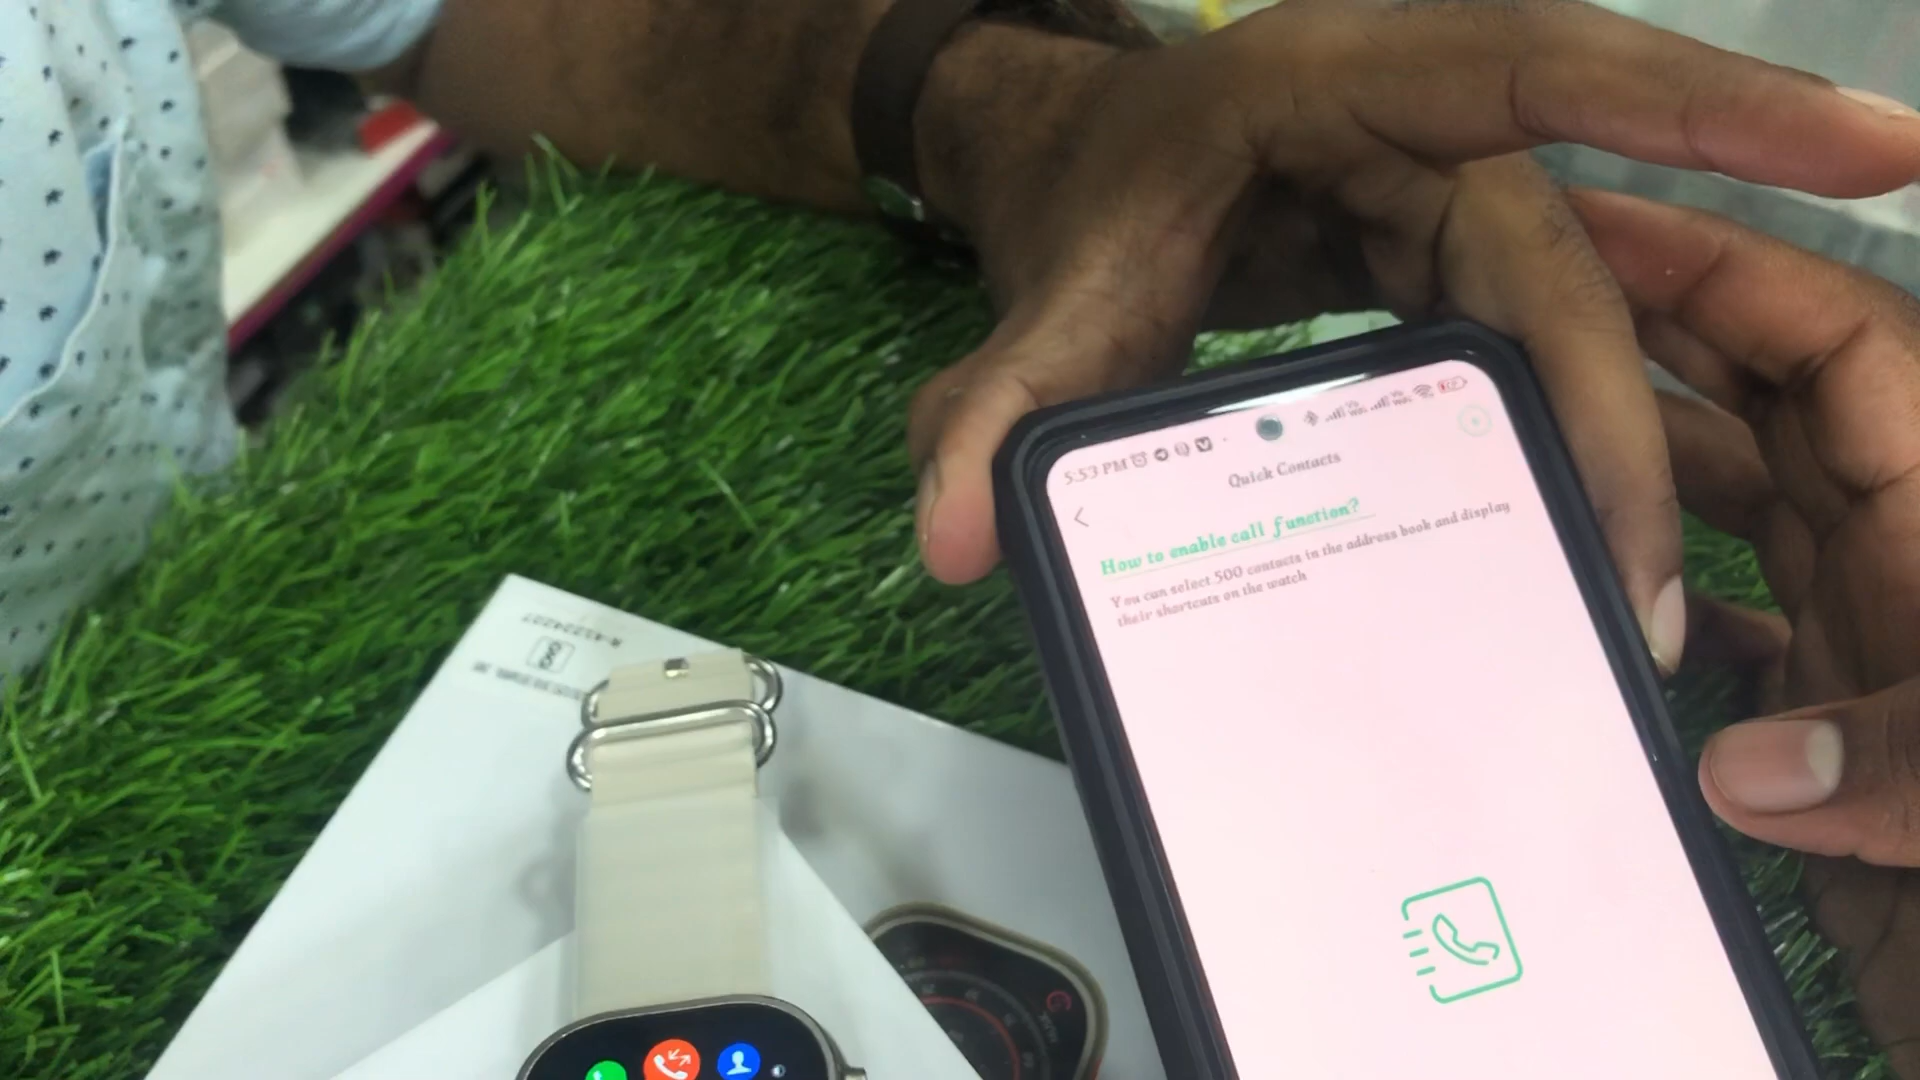 5:53 PM
Quick Contacts
How to enable call function?
You can select 500 contacts in the address book and display
their shortcuts on the watch